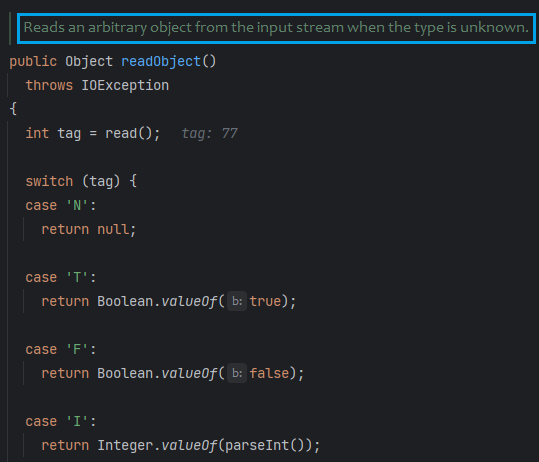 Reads an arbitrary object from the input stream when the type is unknown.
public Object readObject()
throws IOException
{
int tag = read(); tag: 77
switch (tag) {
case 'N':
return null;
case 'T':
return Boolean.valueOf( b: true);
case 'F':
return Boolean.valueOf( b: false);
case 'I':
return Integer.valueOf(parseInt());